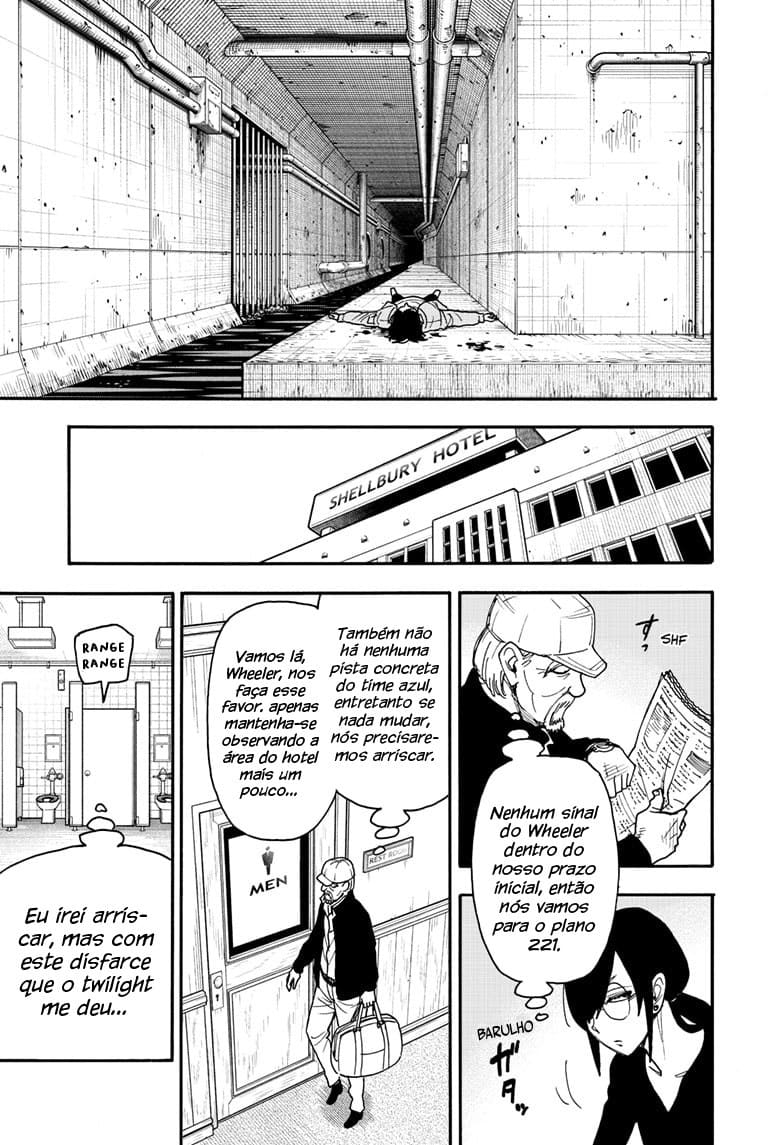 SHELLBURY HOTEL
SHF
Nenhum sinal
do Wheeler
dentro do
nosso prazo
inicial, então
nós vamos
para o plano
221.
BARULHO
ガタッ
Também não
há nenhuma
pista concreta
do time azul,
entretanto se
nada mudar,
nós precisare-
mos arriscar.
Vamos lá,
Wheeler, nos
faça esse
favor. apenas
mantenha-se
observando a
área do hotel
mais um
pouco...
REST ROOM
MEN
RANGE
RANGE
Eu irei arris-
car, mas com
este disfarce
que o twilight
me deu...